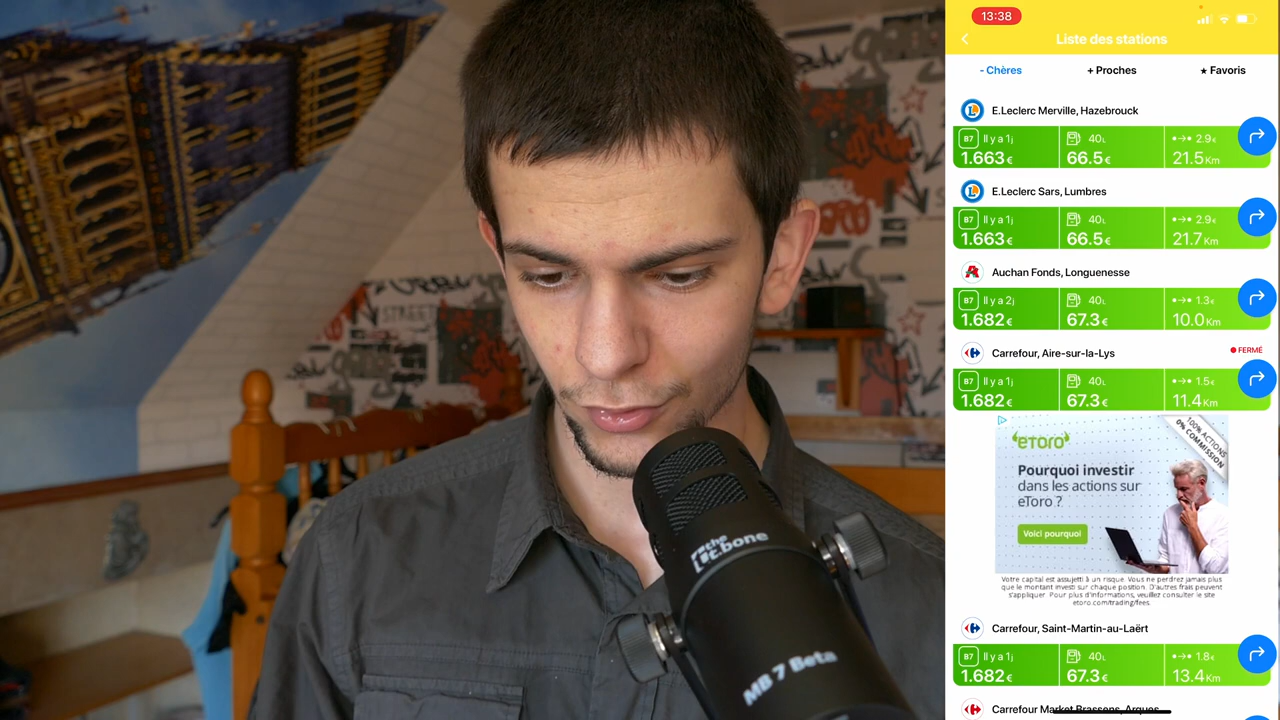 13:38
Liste des stations
- Chères
+ Proches
★ Favoris
E.Leclerc Merville, Hazebrouck
B7 Il y a 1j 40L 2.9€
1.663€ 66.5€ 21.5Km
E.Leclerc Sars, Lumbres
B7 Il y a 1j 40L 2.9€
1.663€ 66.5€ 21.7Km
Auchan Fonds, Longuenesse
B7 Il y a 2j 40L 1.3€
1.682€ 67.3€ 10.0Km
Carrefour, Aire-sur-la-Lys
FERMÉ
B7 Il y a 1j 40L 1.5€
1.682€ 67.3€ 11.4Km
eToro
100% ACTIONS
0% COMMISSION
Pourquoi investir
dans les actions sur
eToro ?
Voici pourquoi
Votre capital est assujetti à un risque. Vous ne perdrez jamais plus
que le montant investi sur chaque position. D'autres frais peuvent
s'appliquer. Pour plus d'informations, veuillez consulter le site
etoro.com/trading/fees.
Carrefour, Saint-Martin-au-Laërt
B7 Il y a 1j 40L 1.8€
1.682€ 67.3€ 13.4Km
Carrefour Market Brassens, Arques
STREET
the
t.bone
MB 7 Beta